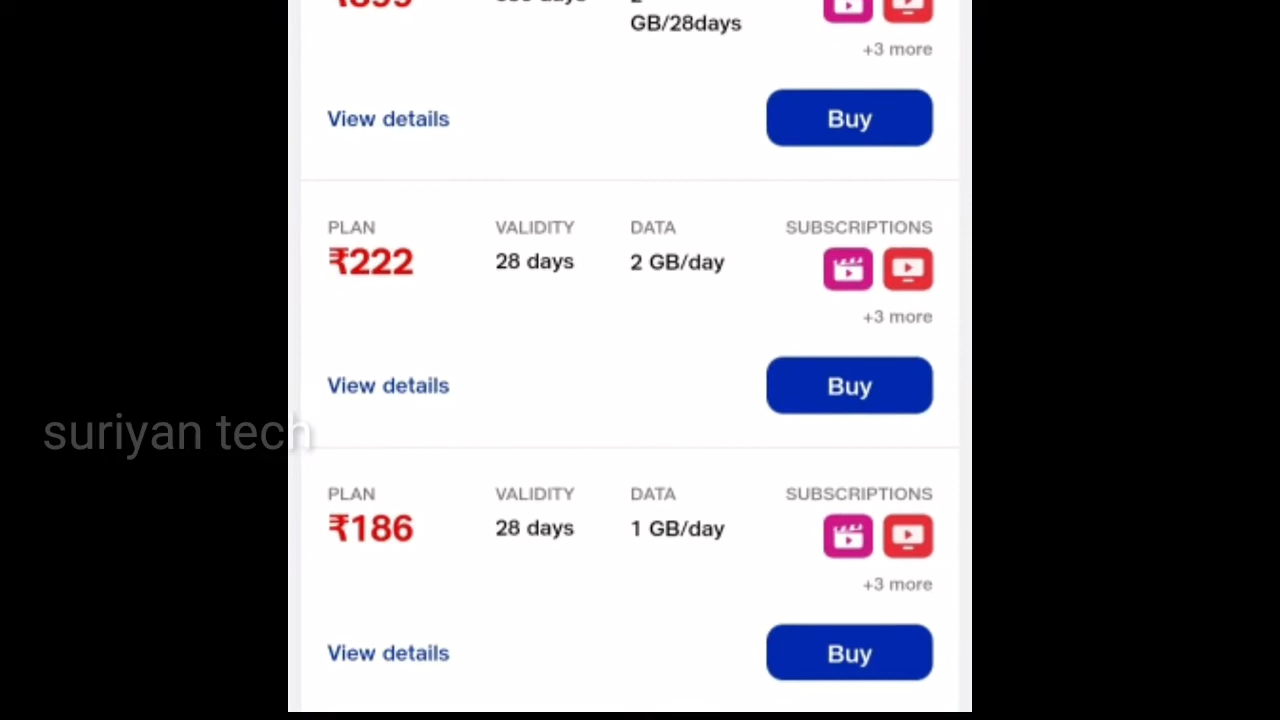 GB/28days
+3 more
View details
Buy
PLAN VALIDITY DATA SUBSCRIPTIONS
₹222 28 days 2 GB/day
+3 more
View details
Buy
suriyan tech
PLAN VALIDITY DATA SUBSCRIPTIONS
₹186 28 days 1 GB/day
+3 more
View details
Buy